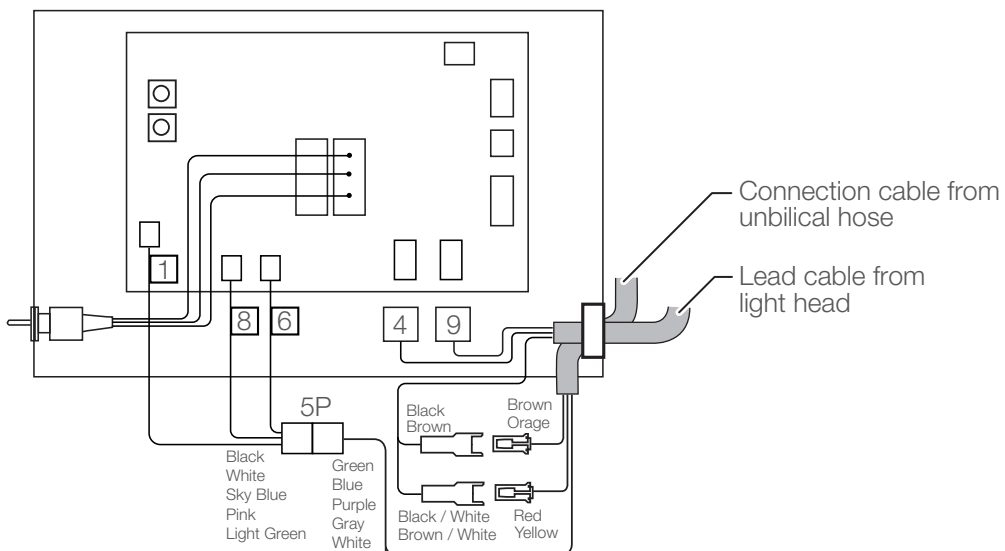 Connection cable from
unbilical hose
Lead cable from
light head
1
8
6
4
9
5P
Black
White
Sky Blue
Pink
Light Green
Green
Blue
Purple
Gray
White
Black
Brown
Brown
Orage
Black / White
Brown / White
Red
Yellow